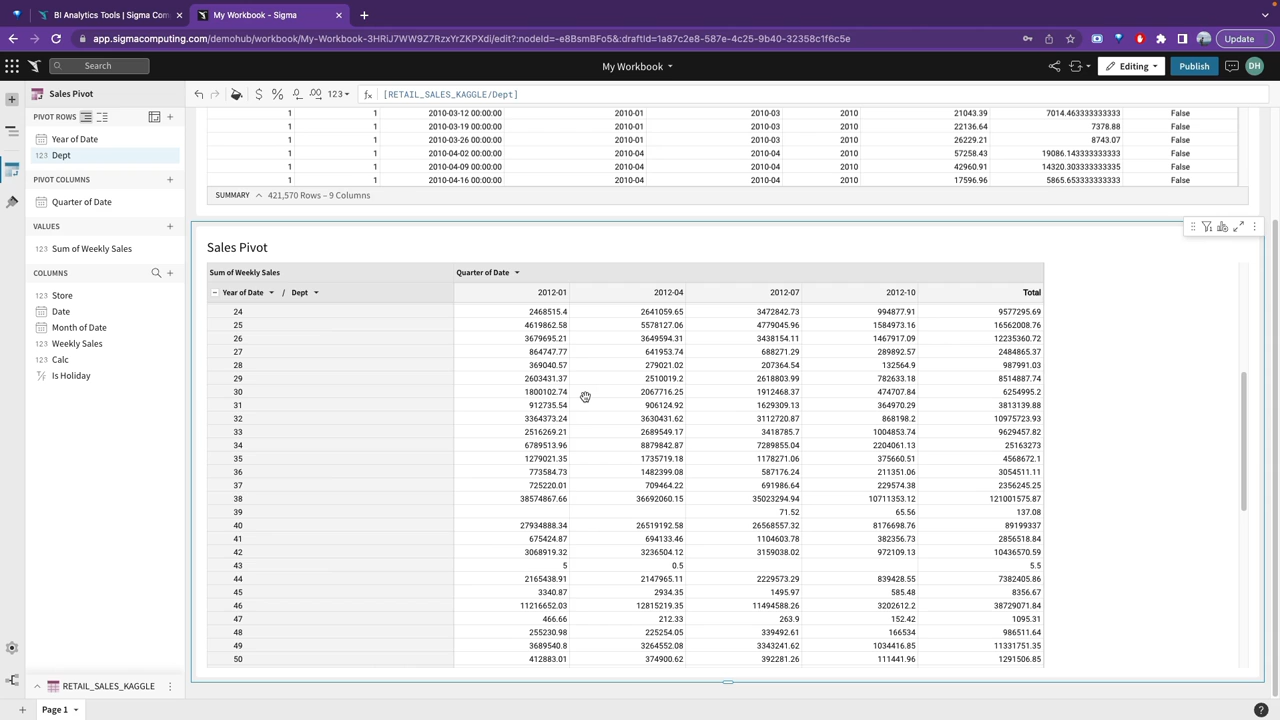 BI Analytics Tools | Sigma Com
My Workbook - Sigma
app.sigmacomputing.com/demohub/workbook/My-Workbook-3HRiJ7WW9Z7RzxYrZKPXdi/edit?:nodeId=-e8BsmBFo5&:draftId=1a87c2e8-587e-4c25-9b40-32358c1f6c5e
Update
Search
My Workbook
Editing
Publish
DH
Sales Pivot
$ % .0 .00 123
fx [RETAIL_SALES_KAGGLE/Dept]
PIVOT ROWS
Year of Date
123 Dept
PIVOT COLUMNS
Quarter of Date
VALUES
123 Sum of Weekly Sales
COLUMNS
123 Store
Date
Month of Date
123 Weekly Sales
123 Calc
Is Holiday
RETAIL_SALES_KAGGLE
1 1 2010-03-12 00:00:00 2010-01 2010-03 2010 21043.39 7014.463333333333 False
1 1 2010-03-19 00:00:00 2010-01 2010-03 2010 22136.64 7378.88 False
1 1 2010-03-26 00:00:00 2010-01 2010-03 2010 26229.21 8743.07 False
1 1 2010-04-02 00:00:00 2010-04 2010-04 2010 57258.43 19086.143333333333 False
1 1 2010-04-09 00:00:00 2010-04 2010-04 2010 42960.91 14320.303333333335 False
1 1 2010-04-16 00:00:00 2010-04 2010-04 2010 17596.96 5865.653333333333 False
SUMMARY 421,570 Rows – 9 Columns
Sales Pivot
Sum of Weekly Sales Quarter of Date
Year of Date / Dept 2012-01 2012-04 2012-07 2012-10 Total
24 2468515.4 2641059.65 3472842.73 994877.91 9577295.69
25 4619862.58 5578127.06 4779045.96 1584973.16 16562008.76
26 3679695.21 3649594.31 3438154.11 1467917.09 12235360.72
27 864747.77 641953.74 688271.29 289892.57 2484865.37
28 369040.57 279021.02 207364.54 132564.9 987991.03
29 2603431.37 2510019.2 2618803.99 782633.18 8514887.74
30 1800102.74 2067716.25 1912468.37 474707.84 6254995.2
31 912735.54 906124.92 1629309.13 364970.29 3813139.88
32 3364373.24 3630431.62 3112720.87 868198.2 10975723.93
33 2516269.21 2689549.17 3418785.7 1004853.74 9629457.82
34 6789513.96 8879842.87 7289855.04 2204061.13 25163273
35 1279021.35 1735719.18 1178271.06 375660.51 4568672.1
36 773584.73 1482399.08 587176.24 211351.06 3054511.11
37 725220.01 709464.22 691986.64 229574.38 2356245.25
38 38574867.66 36692060.15 35023294.94 10711353.12 121001575.87
39 71.52 65.56 137.08
40 27934888.34 26519192.58 26568557.32 8176698.76 89199337
41 675424.87 694133.46 1104603.78 382356.73 2856518.84
42 3068919.32 3236504.12 3159038.02 972109.13 10436570.59
43 5 0.5 5.5
44 2165438.91 2147965.11 2229573.29 839428.55 7382405.86
45 3340.87 2934.35 1495.97 585.48 8356.67
46 11216652.03 12815219.35 11494588.26 3202612.2 38729071.84
47 466.66 212.33 263.9 152.42 1095.31
48 255230.98 225254.05 339492.61 166534 986511.64
49 3689540.8 3264552.08 3343241.62 1034416.85 11331751.35
50 412883.01 374900.62 392281.26 111441.96 1291506.85
Page 1